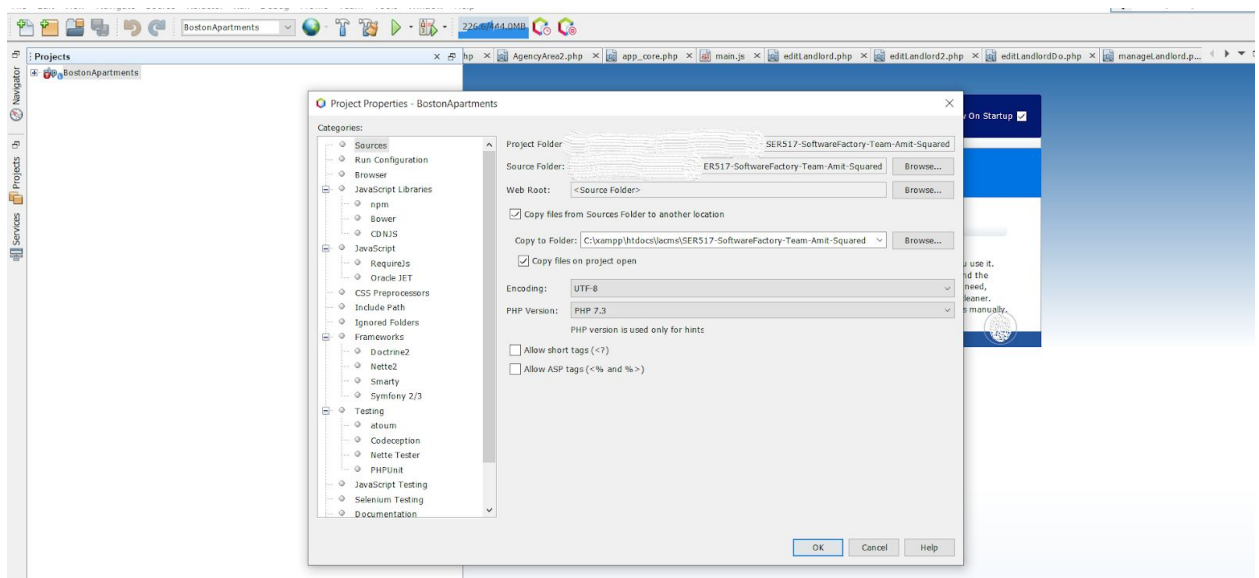 BostonApartments
226.6/444.0MB
Projects
BostonApartments
Navigator
Projects
Services
hp
AgencyArea2.php
app_core.php
main.js
editLandlord.php
editLandlord2.php
editLandlordDo.php
manageLandlord.p...
On Startup
Project Properties - BostonApartments
Categories:
Sources
Run Configuration
Browser
JavaScript Libraries
npm
Bower
CDNJS
JavaScript
RequireJs
Oracle JET
CSS Preprocessors
Include Path
Ignored Folders
Frameworks
Doctrine2
Nette2
Smarty
Symfony 2/3
Testing
atoum
Codeception
Nette Tester
PHPUnit
JavaScript Testing
Selenium Testing
Documentation
Project Folder SER517-SoftwareFactory-Team-Amit-Squared
Source Folder: ER517-SoftwareFactory-Team-Amit-Squared Browse...
Web Root: <Source Folder> Browse...
Copy files from Sources Folder to another location
Copy to Folder: C:\xampp\htdocs\lacms\SER517-SoftwareFactory-Team-Amit-Squared Browse...
Copy files on project open
Encoding: UTF-8
PHP Version: PHP 7.3
PHP version is used only for hints
Allow short tags (<?)
Allow ASP tags (<% and %>)
use it.
nd the
need,
leaner.
s manually.
OK Cancel Help